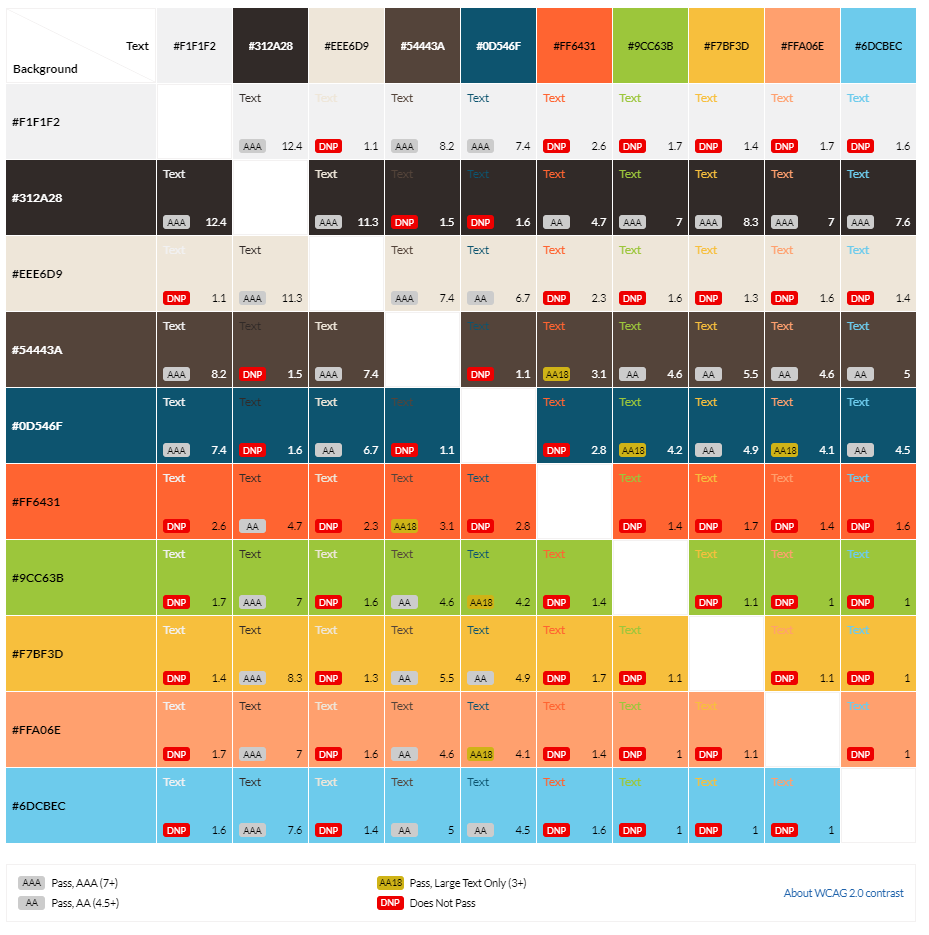 Text #F1F1F2 #312A28 #EEE6D9 #54443A #0D546F #FF6431 #9CC63B #F7BF3D #FFA06E #6DCBEC
Background
Text Text Text Text Text Text Text Text Text
#F1F1F2
AAA 12.4 DNP 1.1 AAA 8.2 AAA 7.4 DNP 2.6 DNP 1.7 DNP 1.4 DNP 1.7 DNP 1.6
Text Text Text Text Text Text Text Text Text
#312A28
AAA 12.4 AAA 11.3 DNP 1.5 DNP 1.6 AA 4.7 AAA 7 AAA 8.3 AAA 7 AAA 7.6
Text Text Text Text Text Text Text Text Text
#EEE6D9
DNP 1.1 AAA 11.3 AAA 7.4 AA 6.7 DNP 2.3 DNP 1.6 DNP 1.3 DNP 1.6 DNP 1.4
Text Text Text Text Text Text Text Text Text
#54443A
AAA 8.2 DNP 1.5 AAA 7.4 DNP 1.1 AA18 3.1 AA 4.6 AA 5.5 AA 4.6 AA 5
Text Text Text Text Text Text Text Text Text
#0D546F
AAA 7.4 DNP 1.6 AA 6.7 DNP 1.1 DNP 2.8 AA18 4.2 AA 4.9 AA18 4.1 AA 4.5
Text Text Text Text Text Text Text Text Text
#FF6431
DNP 2.6 AA 4.7 DNP 2.3 AA18 3.1 DNP 2.8 DNP 1.4 DNP 1.7 DNP 1.4 DNP 1.6
Text Text Text Text Text Text Text Text Text
#9CC63B
DNP 1.7 AAA 7 DNP 1.6 AA 4.6 AA18 4.2 DNP 1.4 DNP 1.1 DNP 1 DNP 1
Text Text Text Text Text Text Text Text Text
#F7BF3D
DNP 1.4 AAA 8.3 DNP 1.3 AA 5.5 AA 4.9 DNP 1.7 DNP 1.1 DNP 1.1 DNP 1
Text Text Text Text Text Text Text Text Text
#FFA06E
DNP 1.7 AAA 7 DNP 1.6 AA 4.6 AA18 4.1 DNP 1.4 DNP 1 DNP 1.1 DNP 1
Text Text Text Text Text Text Text Text Text
#6DCBEC
DNP 1.6 AAA 7.6 DNP 1.4 AA 5 AA 4.5 DNP 1.6 DNP 1 DNP 1 DNP 1
AAA Pass, AAA (7+) AA18 Pass, Large Text Only (3+)
About WCAG 2.0 contrast
AA Pass, AA (4.5+) DNP Does Not Pass